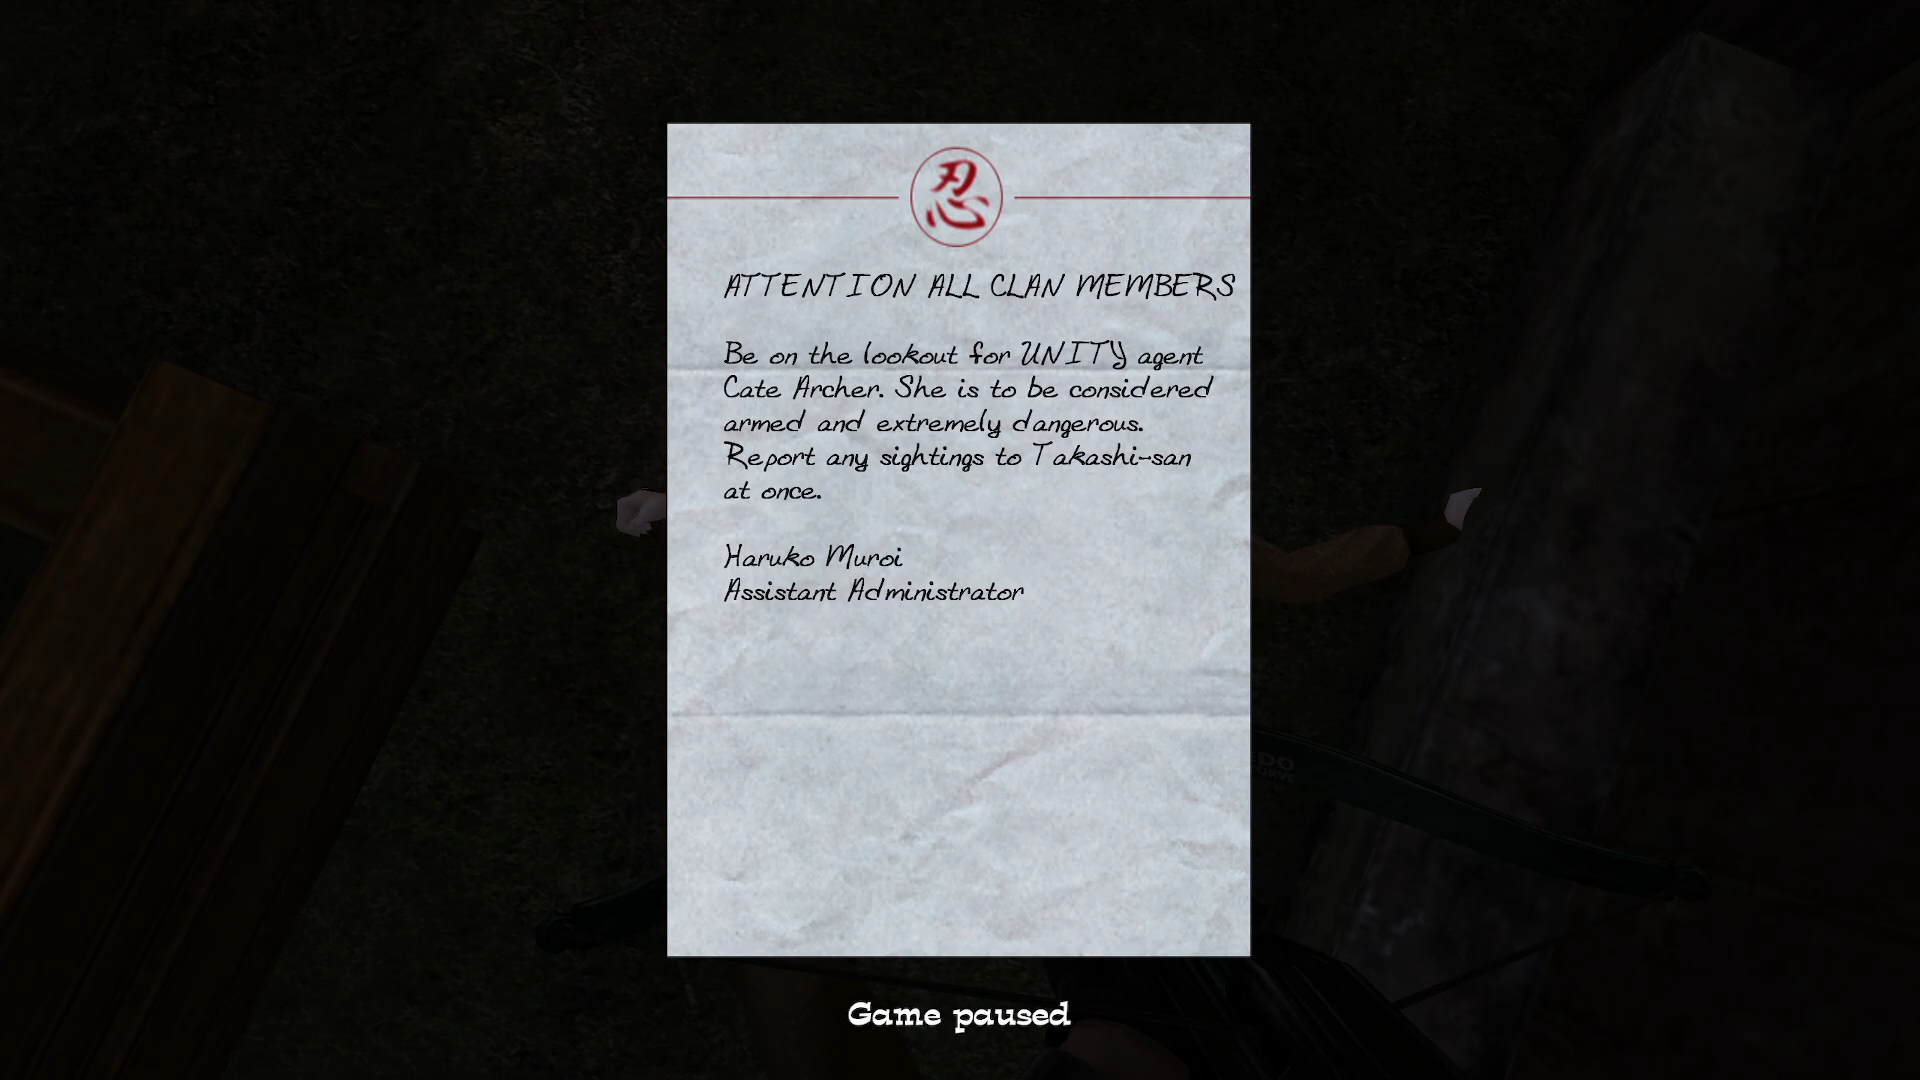 忍
ATTENTION ALL CLAN MEMBERS
Be on the lookout for UNITY agent
Cate Archer. She is to be considered
armed and extremely dangerous.
Report any sightings to Takashi-san
at once.
Haruko Muroi
Assistant Administrator
Game paused